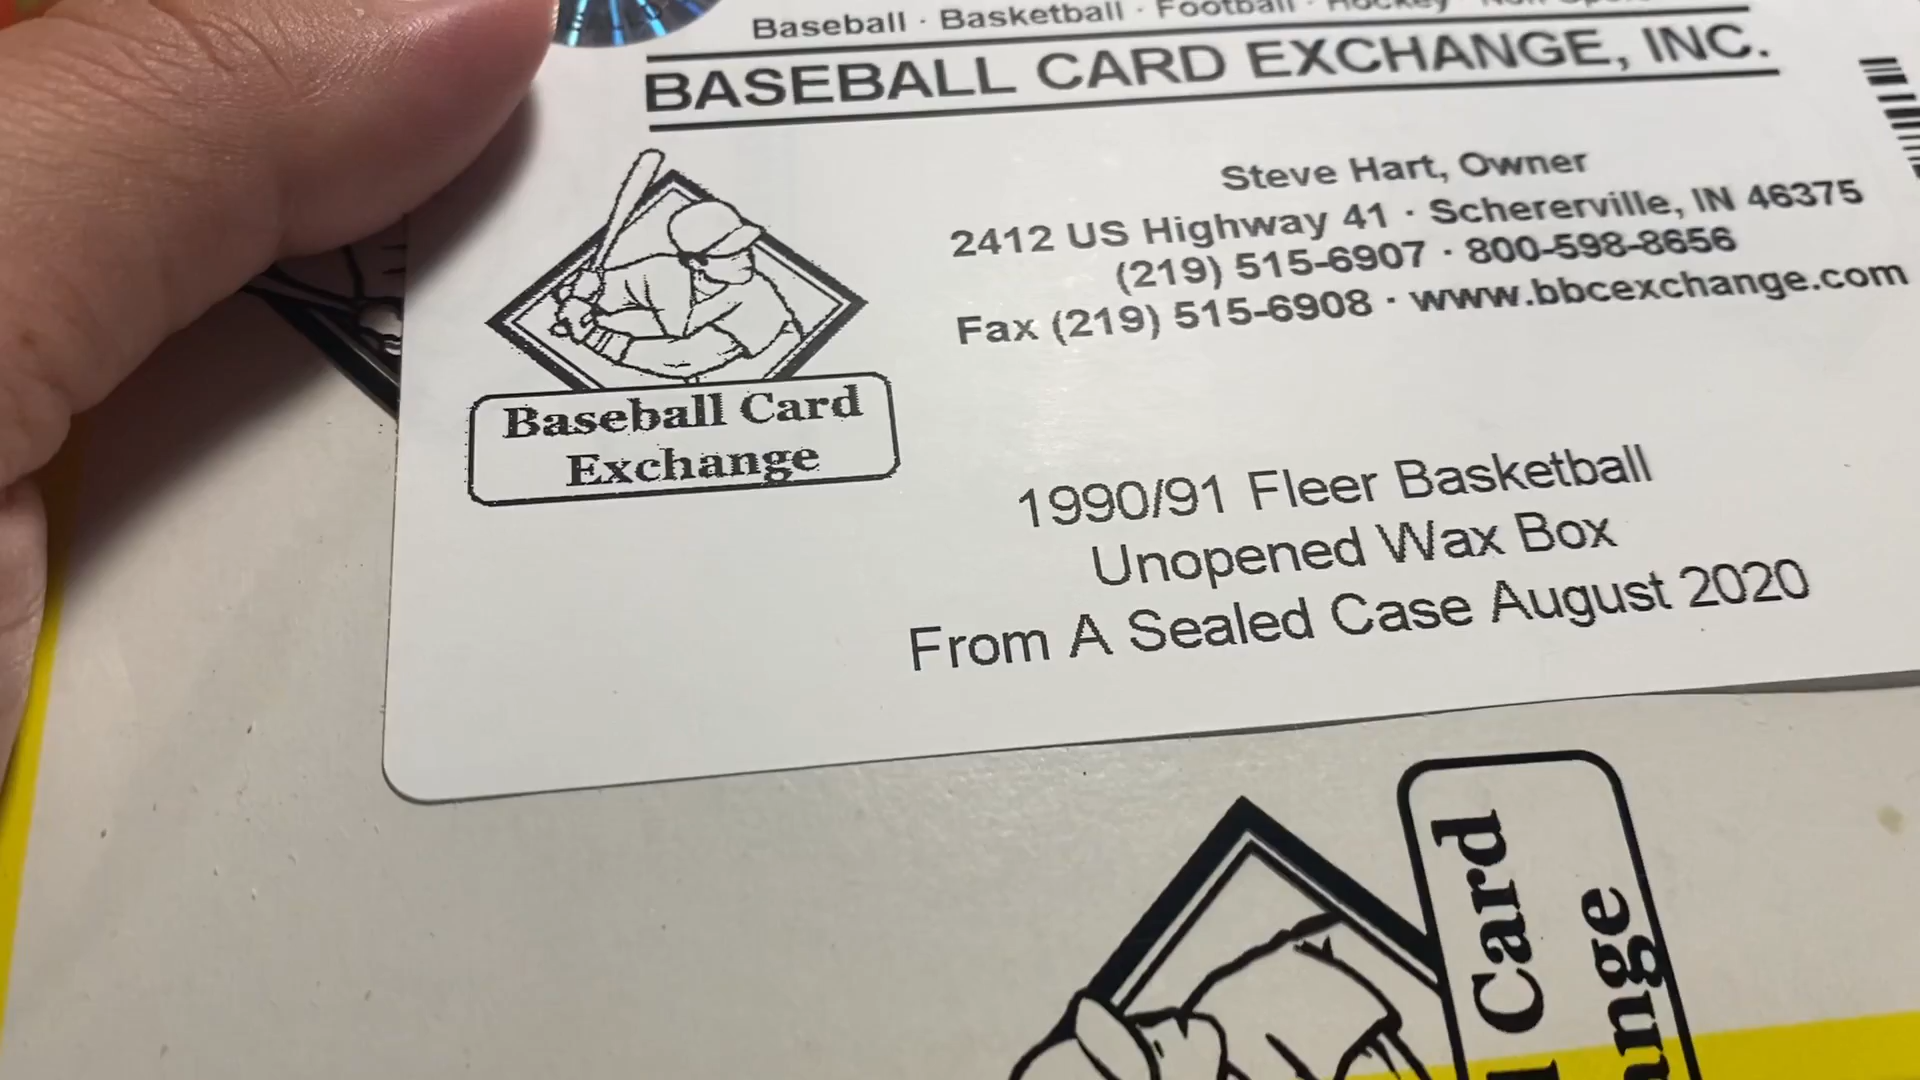 Baseball · Basketball · Football · Hockey · Non
BASEBALL CARD EXCHANGE, INC.
Steve Hart, Owner
2412 US Highway 41 · Schererville, IN 46375
(219) 515-6907 · 800-598-8656
Fax (219) 515-6908 · www.bbcexchange.com
Baseball Card
Exchange
1990/91 Fleer Basketball
Unopened Wax Box
From A Sealed Case August 2020
Card